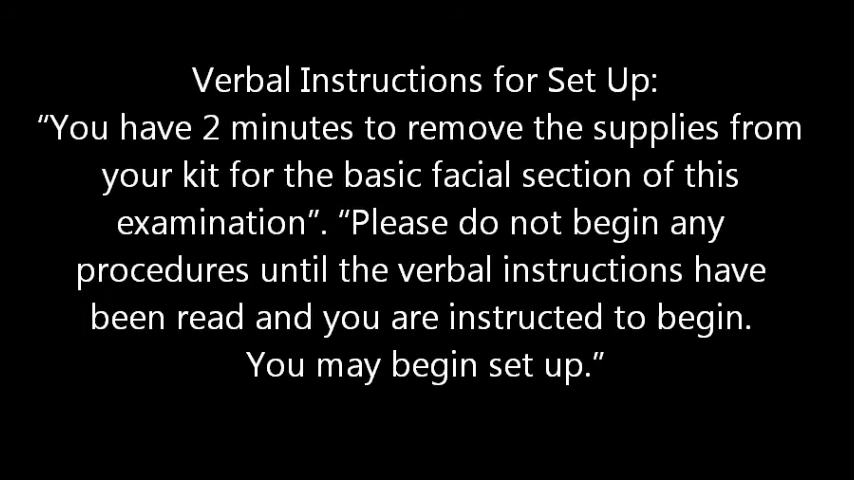 Verbal Instructions for Set Up:
“You have 2 minutes to remove the supplies from
your kit for the basic facial section of this
examination”. “Please do not begin any
procedures until the verbal instructions have
been read and you are instructed to begin.
You may begin set up.”